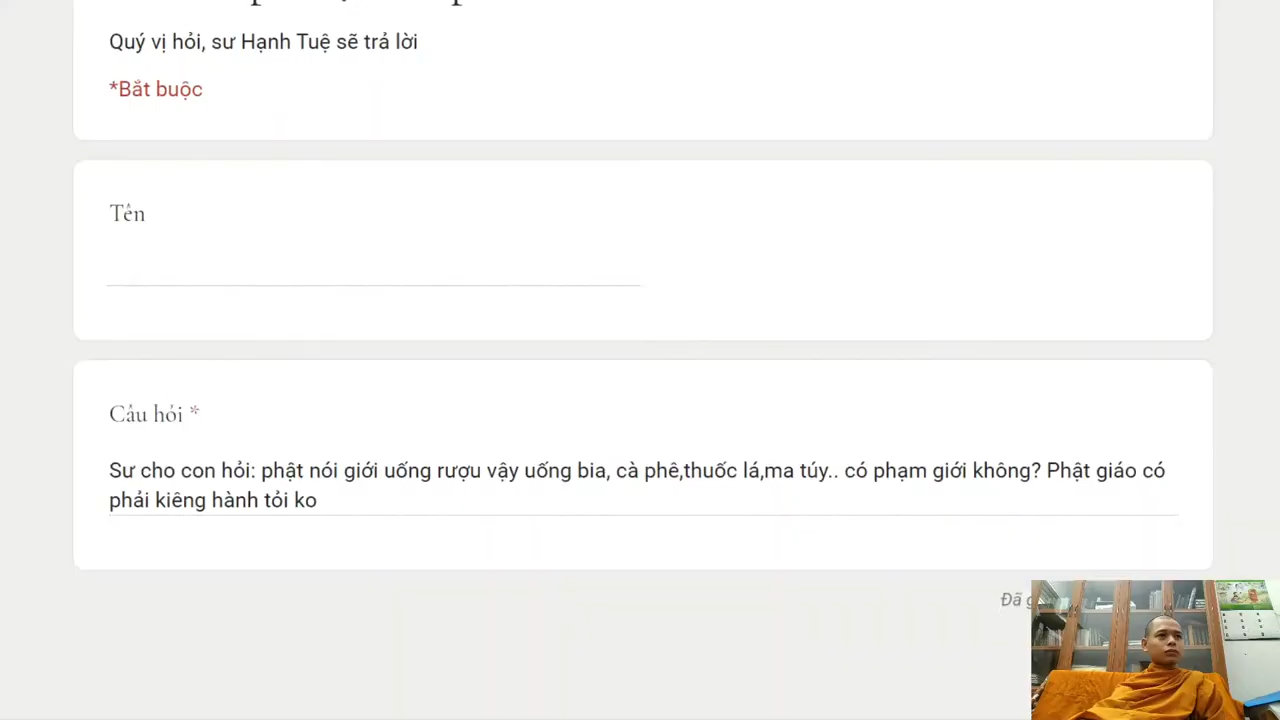 Quý vị hỏi, sư Hạnh Tuệ sẽ trả lời
*Bắt buộc
Tên
Câu hỏi *
Sư cho con hỏi: phật nói giới uống rượu vậy uống bia, cà phê,thuốc lá,ma túy.. có phạm giới không? Phật giáo có
phải kiêng hành tỏi ko
Đã